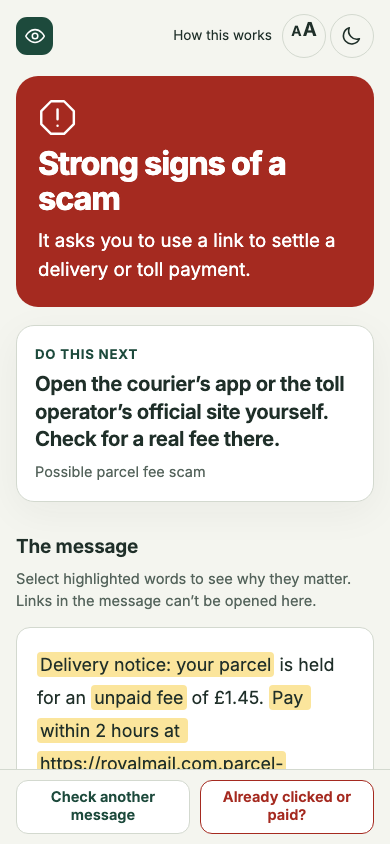 How this works
AA
Strong signs of a
scam
It asks you to use a link to settle a
delivery or toll payment.
DO THIS NEXT
Open the courier’s app or the toll
operator’s official site yourself.
Check for a real fee there.
Possible parcel fee scam
The message
Select highlighted words to see why they matter.
Links in the message can’t be opened here.
Delivery notice: your parcel is held
for an unpaid fee of £1.45. Pay
within 2 hours at
https://royalmail.com.parcel-
Check another
message
Already clicked or
paid?